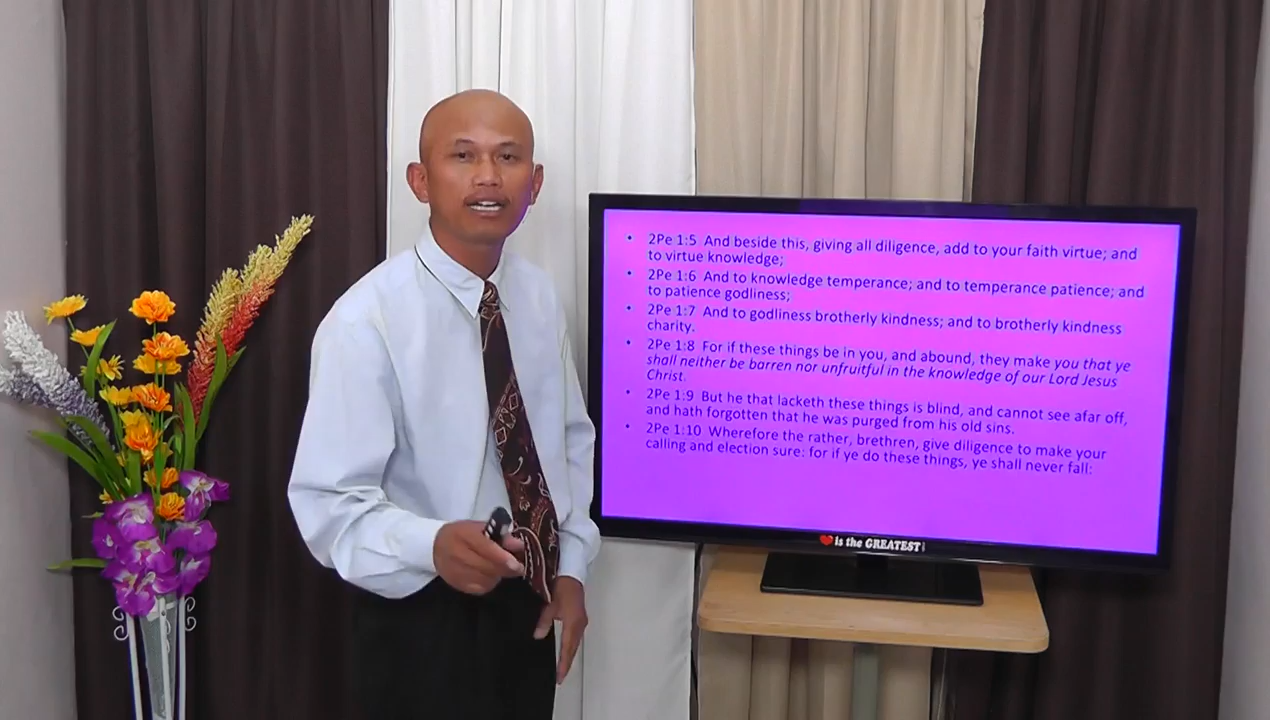 • 2Pe 1:5 And beside this, giving all diligence, add to your faith virtue; and
to virtue knowledge;
• 2Pe 1:6 And to knowledge temperance; and to temperance patience; and
to patience godliness;
• 2Pe 1:7 And to godliness brotherly kindness; and to brotherly kindness
charity.
• 2Pe 1:8 For if these things be in you, and abound, they make you that ye
shall neither be barren nor unfruitful in the knowledge of our Lord Jesus
Christ.
• 2Pe 1:9 But he that lacketh these things is blind, and cannot see afar off,
and hath forgotten that he was purged from his old sins.
• 2Pe 1:10 Wherefore the rather, brethren, give diligence to make your
calling and election sure: for if ye do these things, ye shall never fall:
❤is the GREATEST!